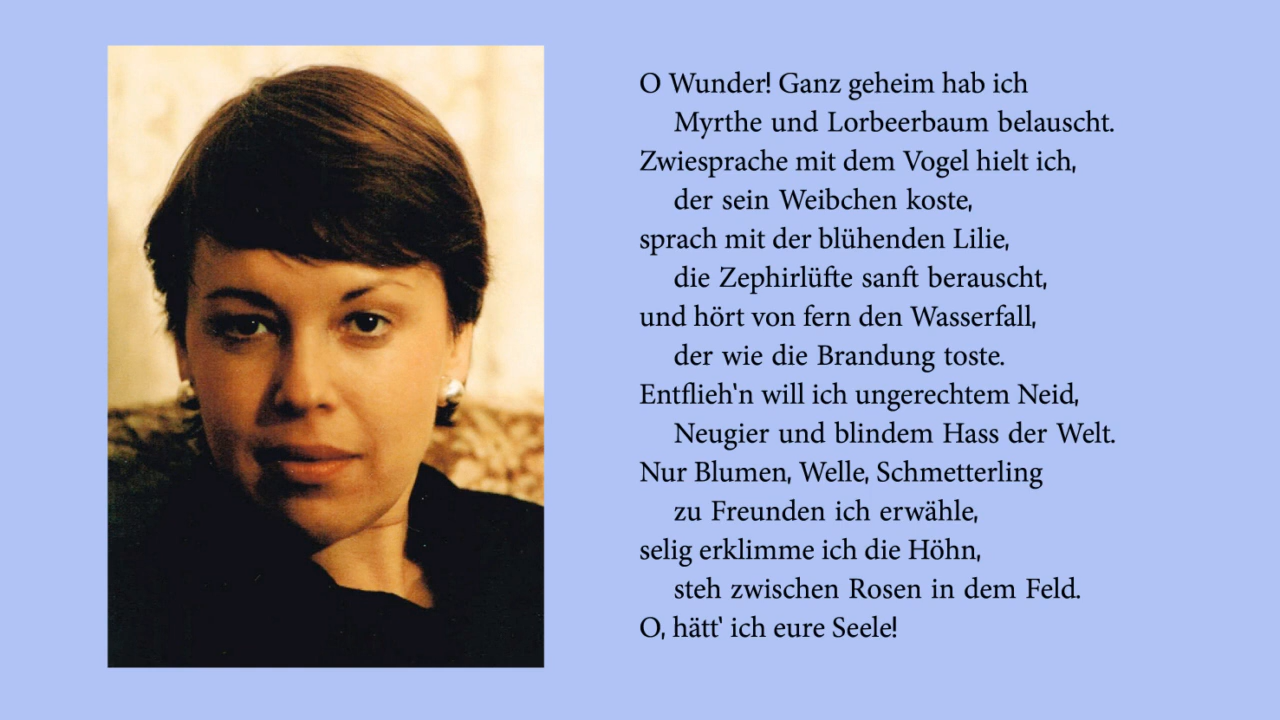 O Wunder! Ganz geheim hab ich
Myrthe und Lorbeerbaum belauscht.
Zwiesprache mit dem Vogel hielt ich,
der sein Weibchen koste,
sprach mit der blühenden Lilie,
die Zephirlüfte sanft berauscht,
und hört von fern den Wasserfall,
der wie die Brandung toste.
Entflieh'n will ich ungerechtem Neid,
Neugier und blindem Hass der Welt.
Nur Blumen, Welle, Schmetterling
zu Freunden ich erwähle,
selig erklimme ich die Höhn,
steh zwischen Rosen in dem Feld.
O, hätt' ich eure Seele!